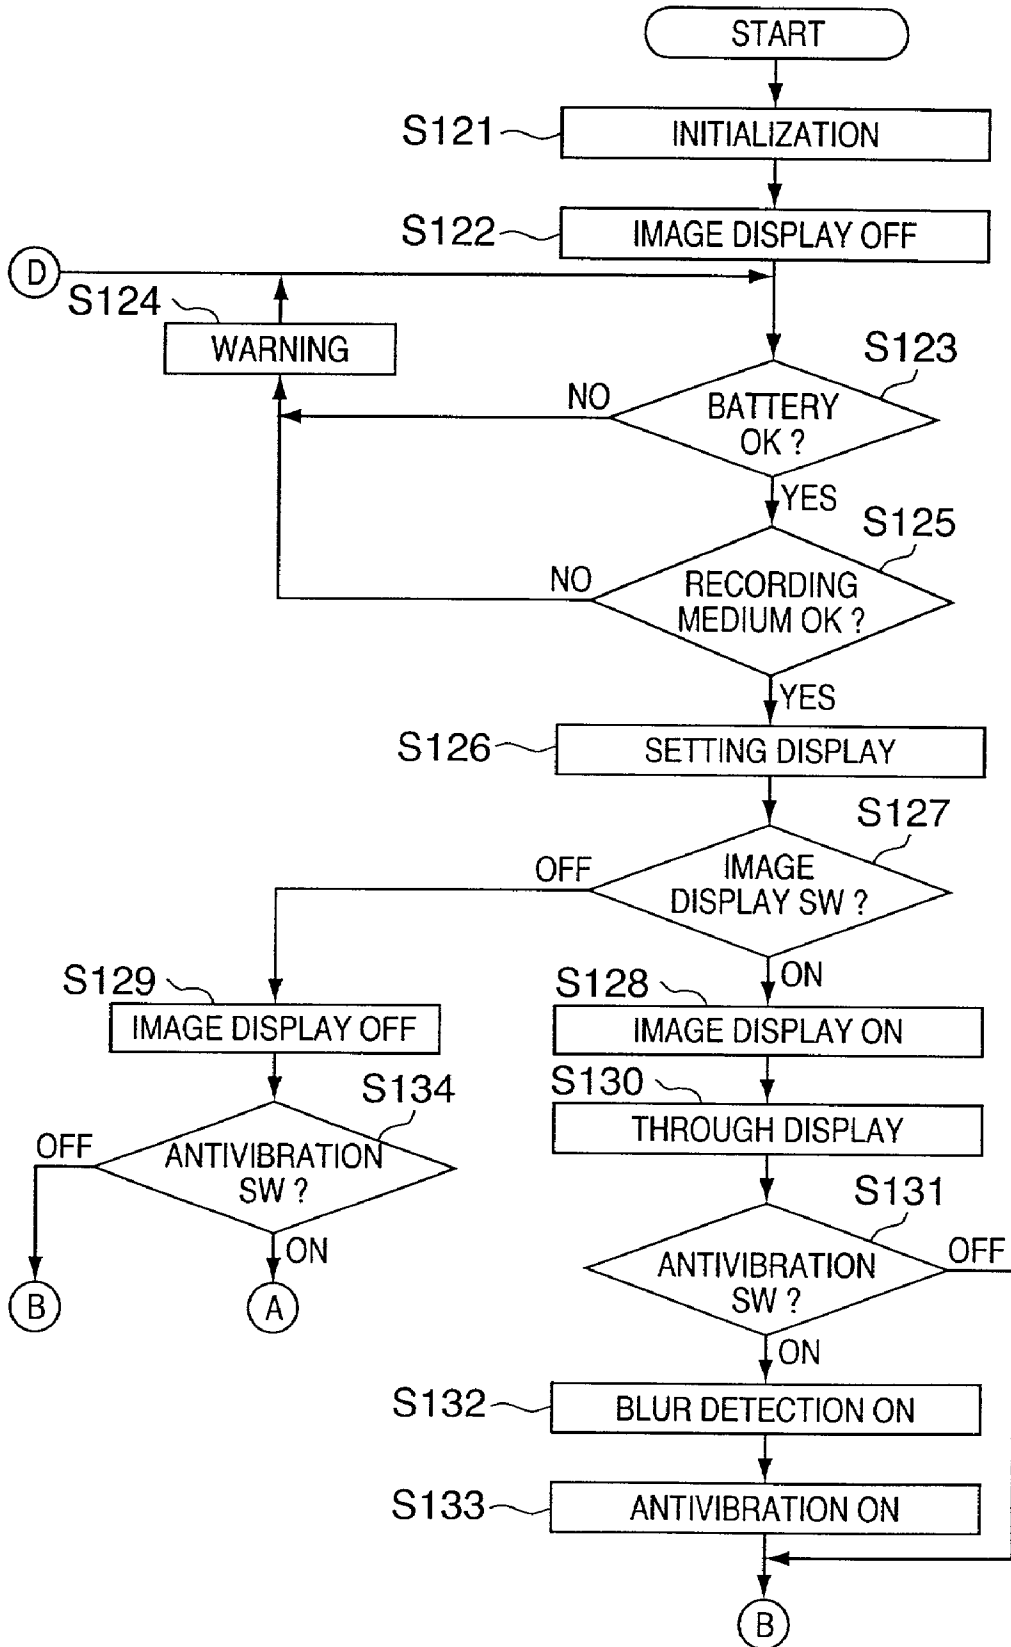 START
S121
INITIALIZATION
S122
IMAGE DISPLAY OFF
D
S124
WARNING
S123
NO
BATTERY
OK ?
YES
S125
NO
RECORDING
MEDIUM OK ?
YES
S126
SETTING DISPLAY
S127
OFF
IMAGE
DISPLAY SW ?
ON
S129
IMAGE DISPLAY OFF
S128
IMAGE DISPLAY ON
S134
OFF
ANTIVIBRATION
SW ?
ON
B
A
S130
THROUGH DISPLAY
S131
OFF
ANTIVIBRATION
SW ?
ON
S132
BLUR DETECTION ON
S133
ANTIVIBRATION ON
B